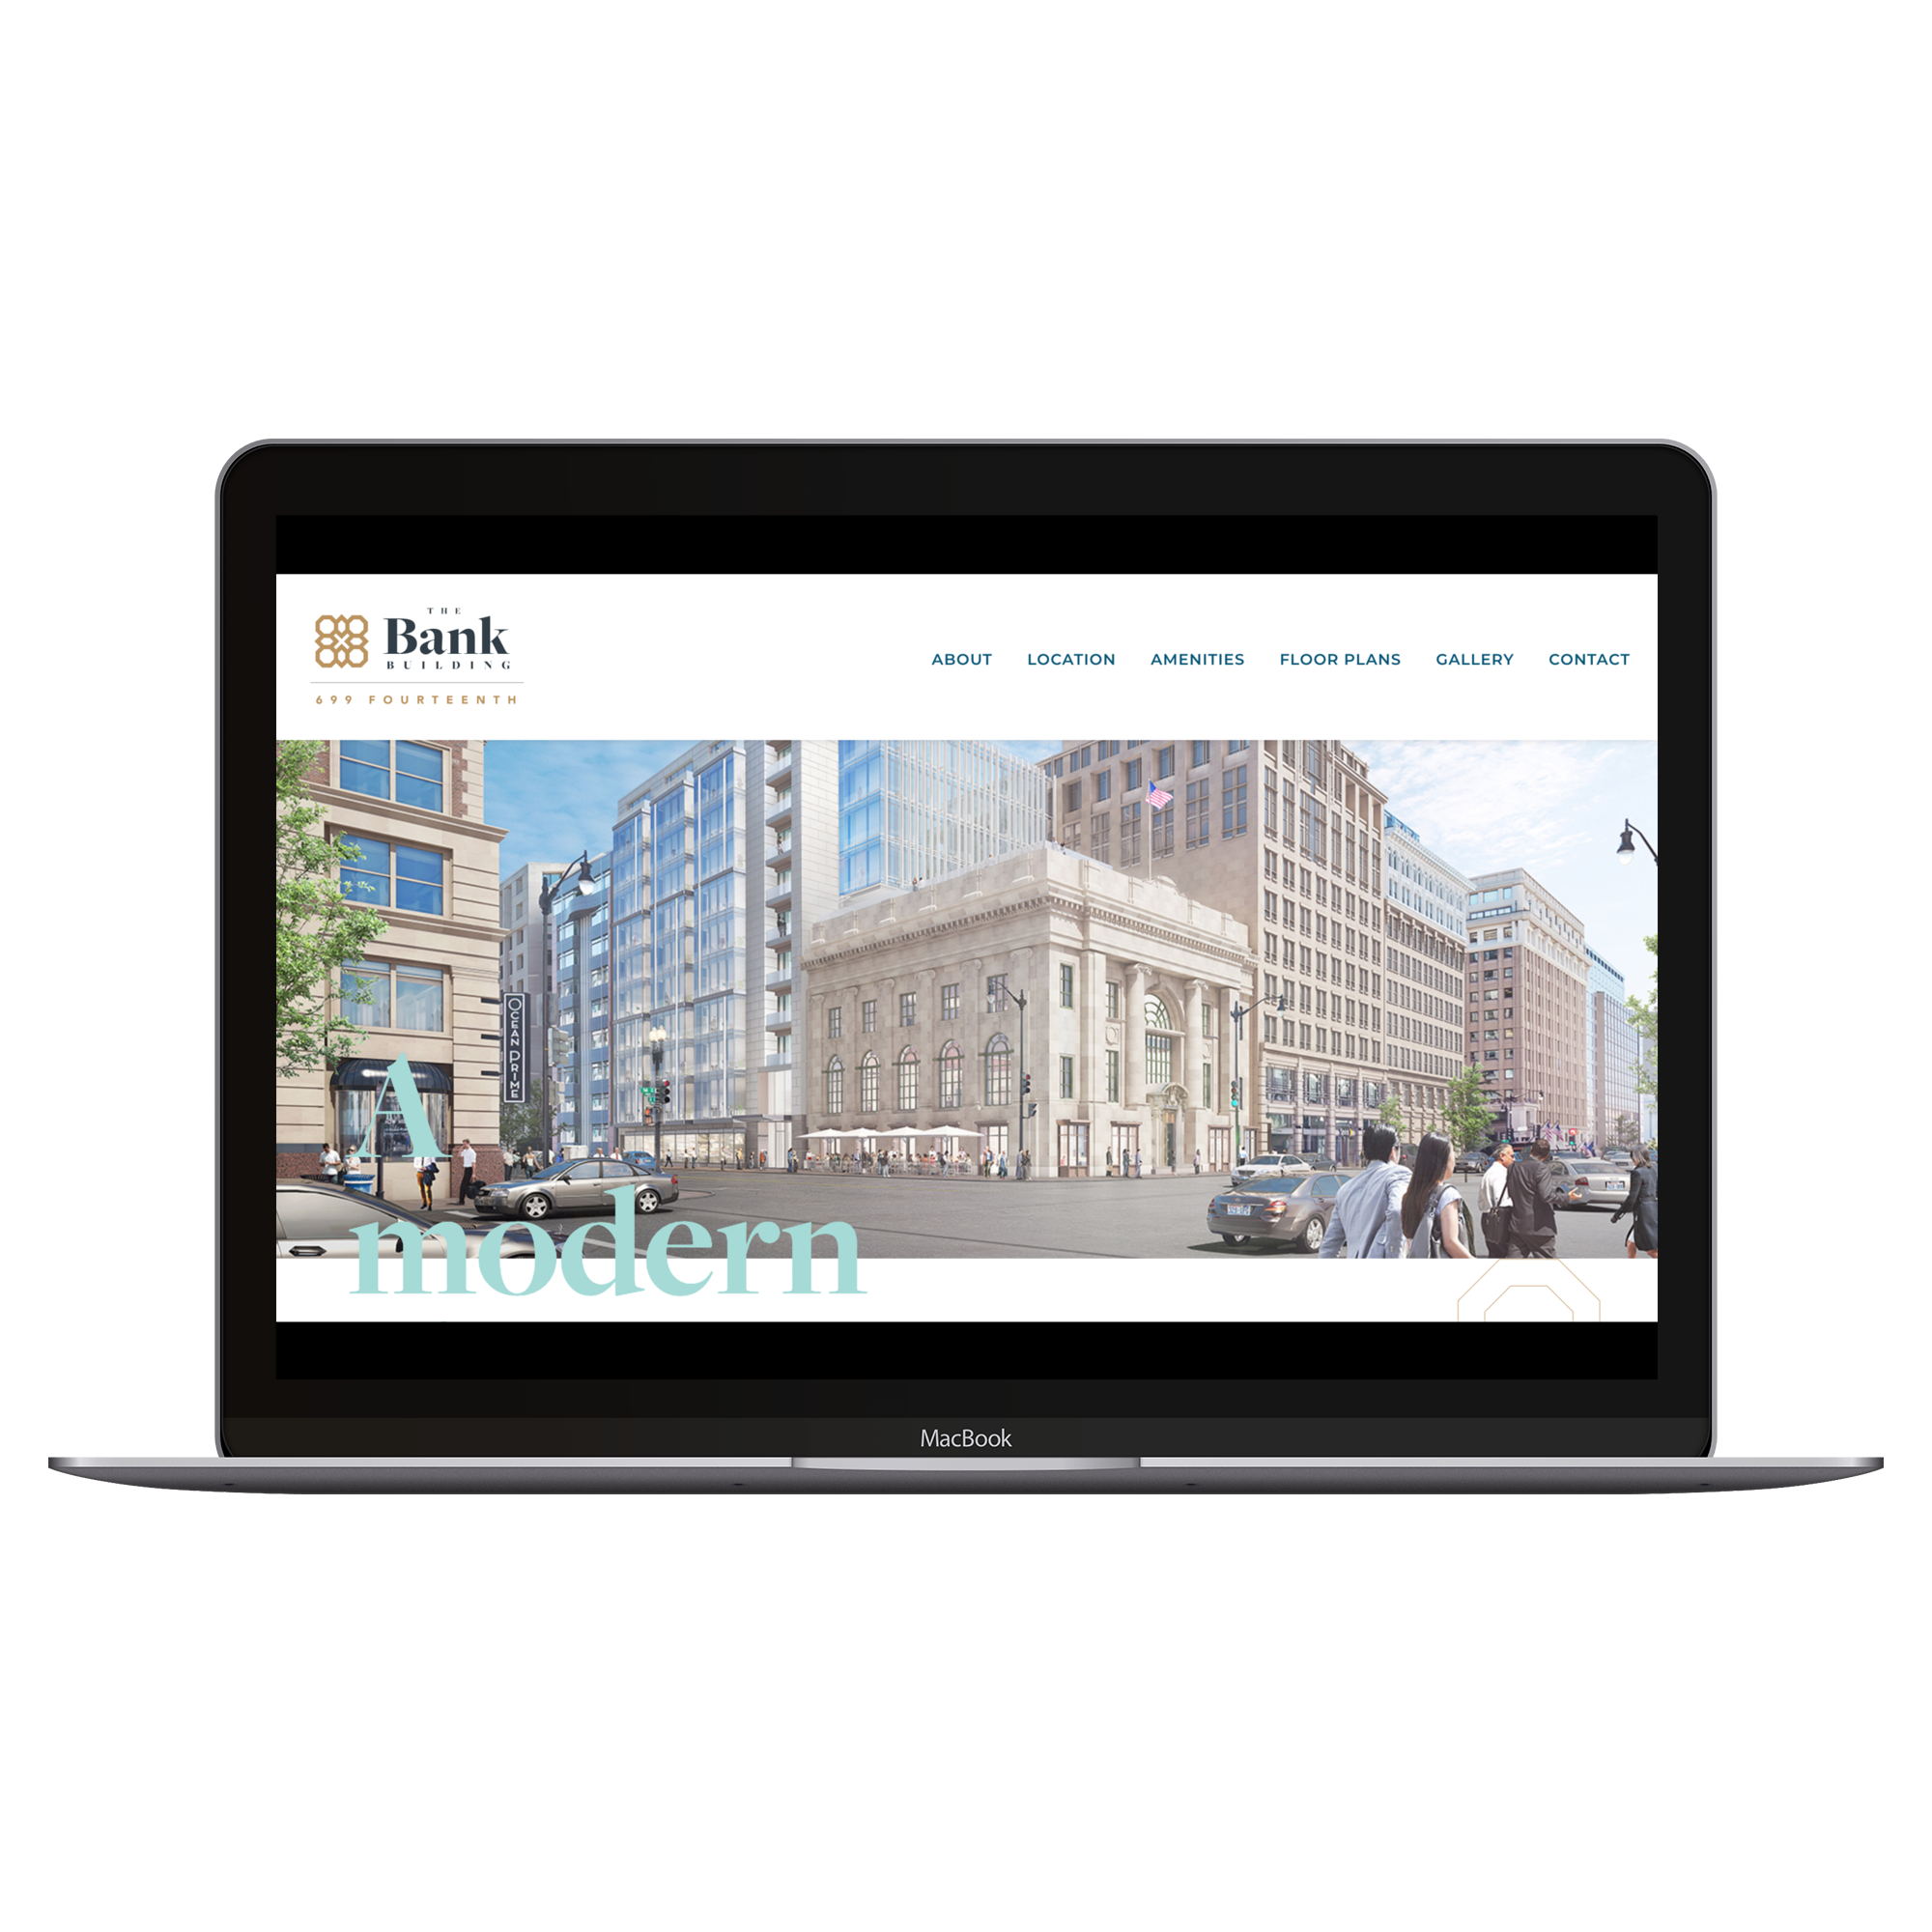 THE
Bank
BUILDING
699 FOURTEENTH
ABOUT LOCATION AMENITIES FLOOR PLANS GALLERY CONTACT
OCEAN PRIME
A
modern
MacBook